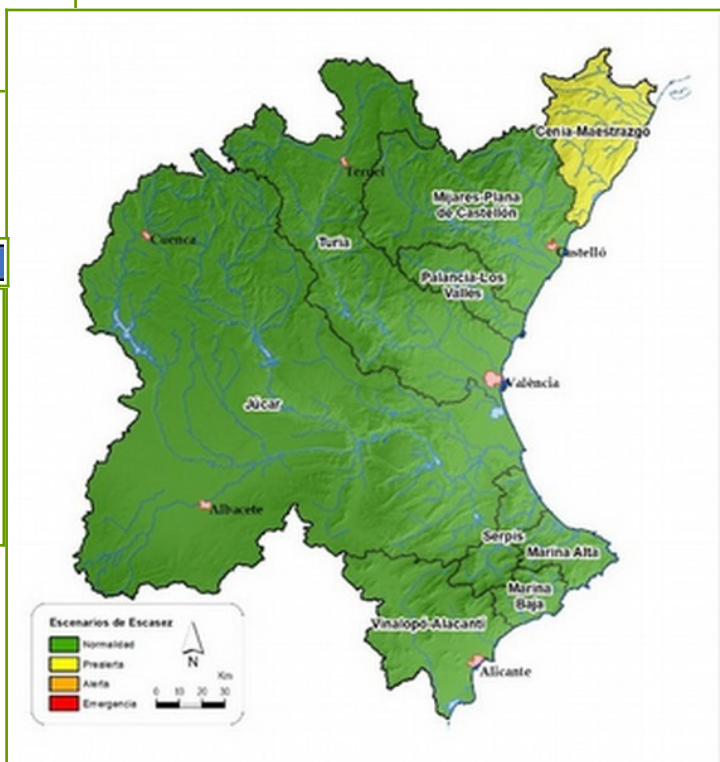 Cenia-Maestrazgo
Teruel
Mijares-Plana
de Castellón
Cuenca
Turia
Castelló
Palancia-Los
Valles
València
Júcar
Albacete
Serpis
Marina Alta
Marina
Baja
Vinalopó-Alacantí
Alicante
Escenarios de Escasez
Normalidad
Prealerta
Alerta
Emergencia
N
Km
0 10 20 30